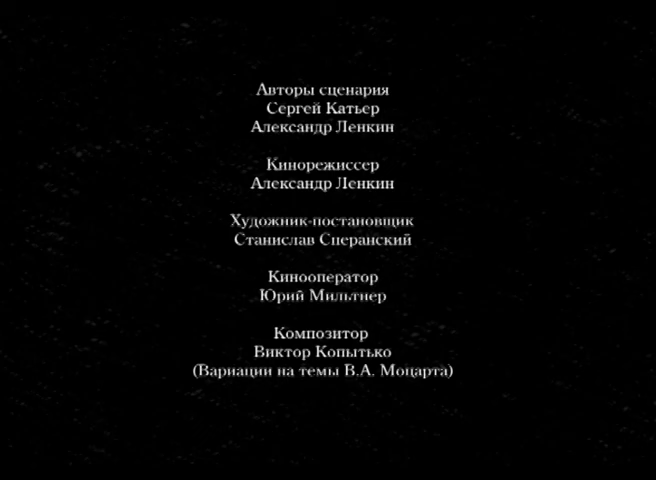 Авторы сценария
Сергей Катьер
Александр Ленкин
Кинорежиссер
Александр Ленкин
Художник-постановщик
Станислав Сперанский
Кинооператор
Юрий Мильтнер
Композитор
Виктор Копытько
(Вариации на темы В.А. Моцарта)